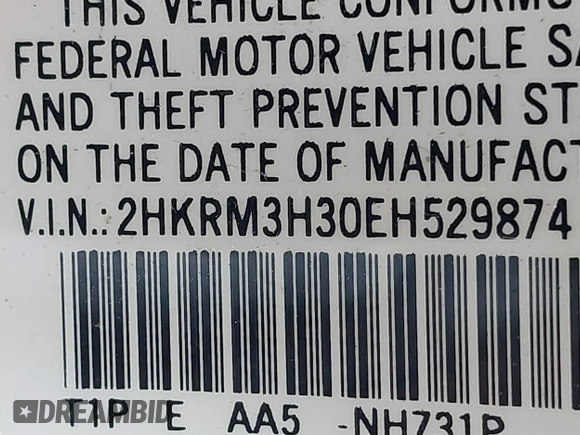 THIS VEHICLE CONFORMS
FEDERAL MOTOR VEHICLE SA
AND THEFT PREVENTION ST
ON THE DATE OF MANUFACT
V.I.N.: 2HKRM3H30EH529874
T1P E AA5 -NH731P
DREAMBID